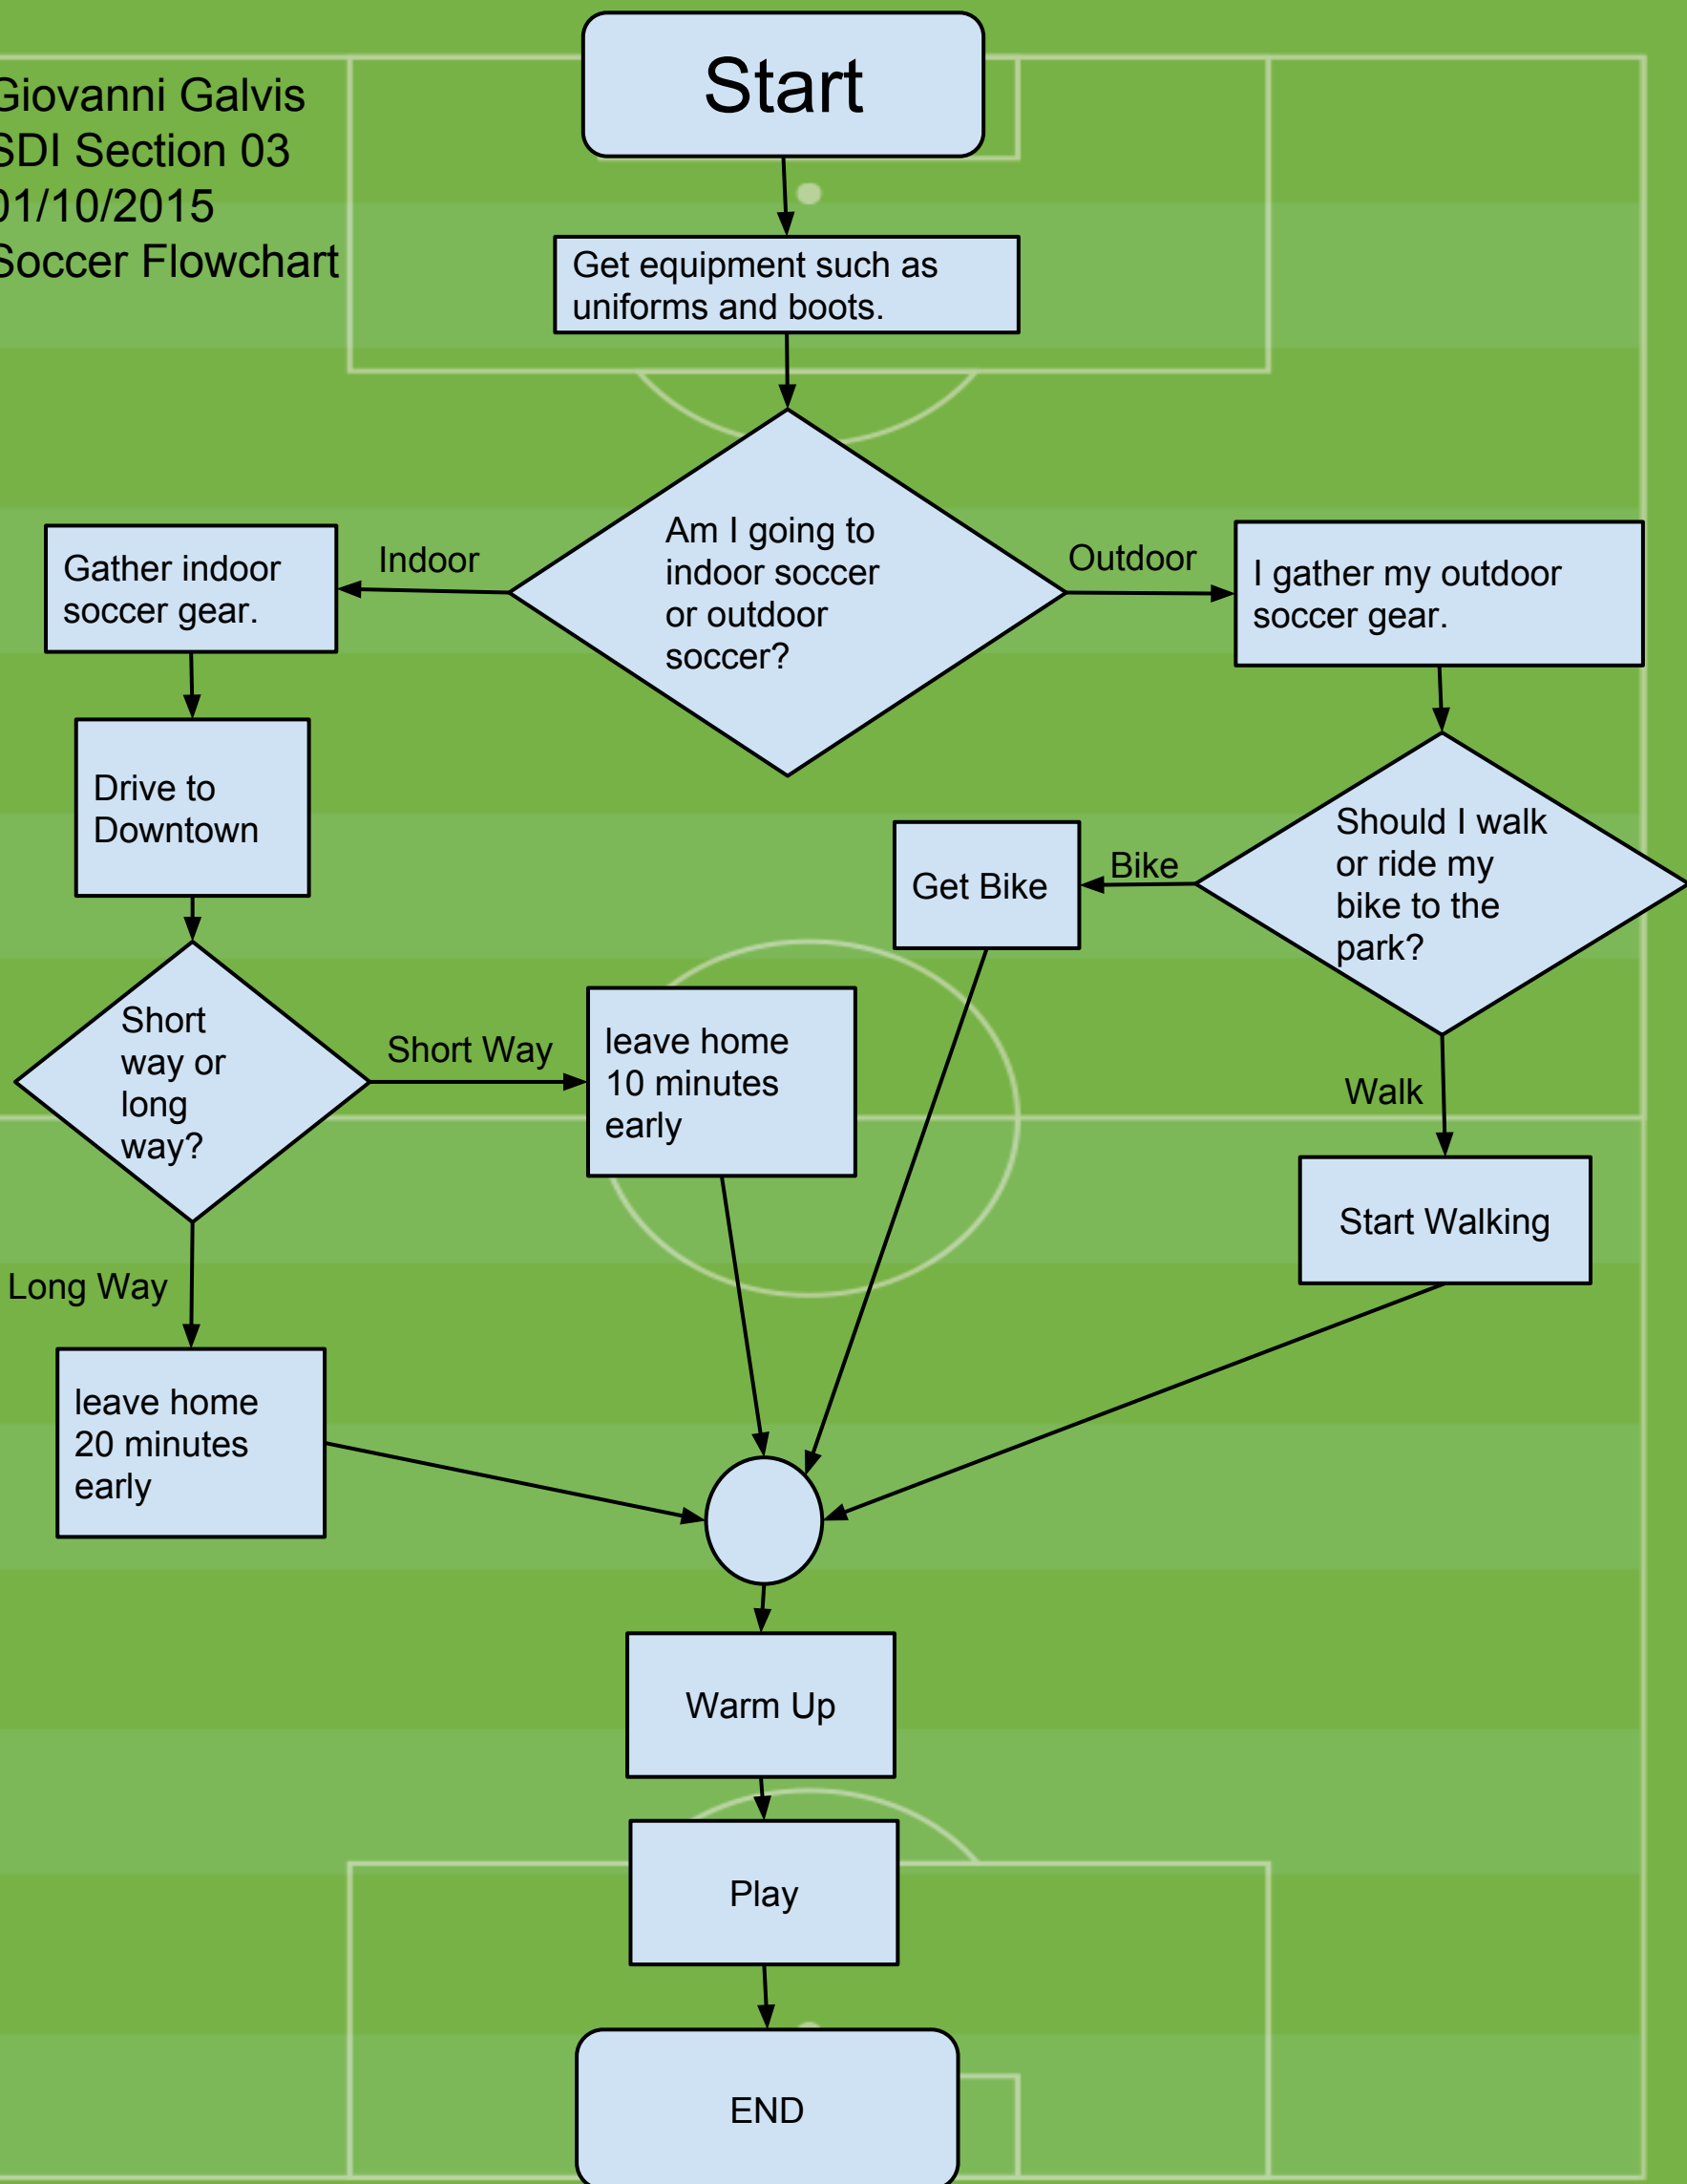 Start
Giovanni Galvis
SDI Section 03
01/10/2015
Soccer Flowchart
Get equipment such as
uniforms and boots.
Am I going to
indoor soccer
or outdoor
soccer?
Indoor
Outdoor
Gather indoor
soccer gear.
I gather my outdoor
soccer gear.
Drive to
Downtown
Should I walk
or ride my
bike to the
park?
Bike
Get Bike
Short
way or
long
way?
Short Way
leave home
10 minutes
early
Walk
Start Walking
Long Way
leave home
20 minutes
early
Warm Up
Play
END